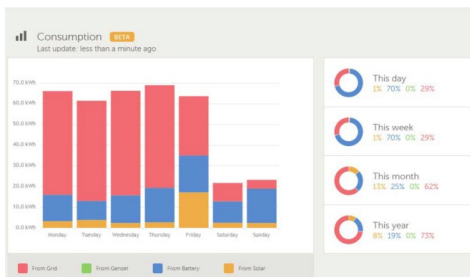 Consumption BETA
Last update: less than a minute ago
70.0 kWh
60.0 kWh
50.0 kWh
40.0 kWh
30.0 kWh
20.0 kWh
10.0 kWh
0.0 kWh
Monday Tuesday Wednesday Thursday Friday Saturday Sunday
From Grid From Genset From Battery From Solar
This day
1% 70% 0% 29%
This week
1% 70% 0% 29%
This month
13% 25% 0% 62%
This year
8% 19% 0% 73%